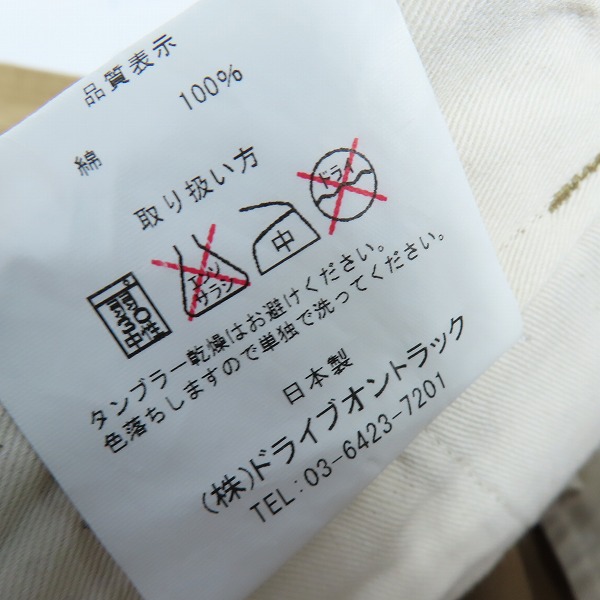 品質表示
綿 100%
取り扱い方
エンソ
サラシ
中
ドライ
中性
タンブラー乾燥はお避けください。
色落ちしますので単独で洗ってください。
日本製
(株)ドライブオントラック
TEL: 03-6423-7201